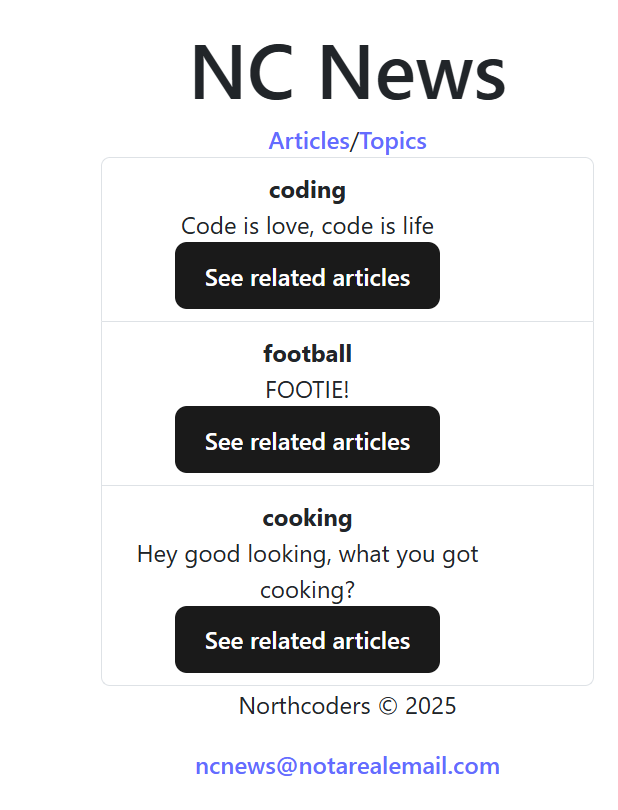 NC News
Articles/Topics
coding
Code is love, code is life
See related articles
football
FOOTIE!
See related articles
cooking
Hey good looking, what you got
cooking?
See related articles
Northcoders © 2025
ncnews@notarealemail.com